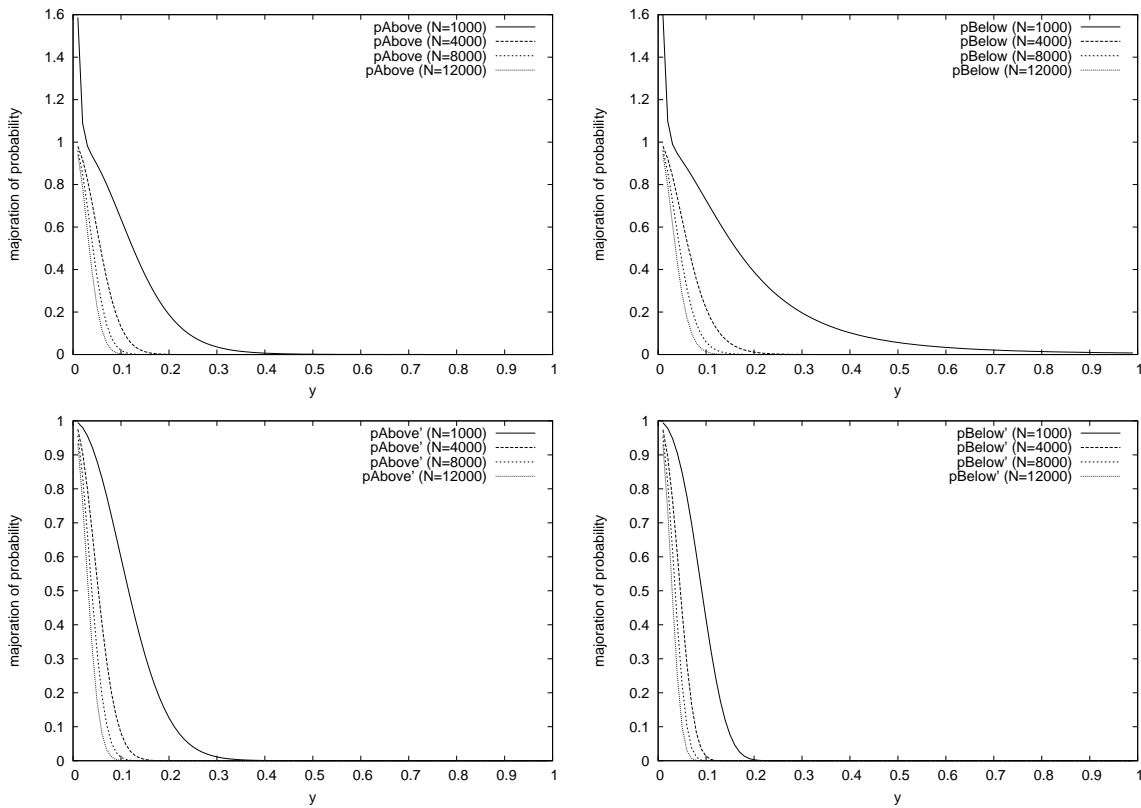 majoration of probability
1.6
1.4
1.2
1
0.8
0.6
0.4
0.2
0
pAbove (N=1000)
pAbove (N=4000)
pAbove (N=8000)
pAbove (N=12000)
0 0.1 0.2 0.3 0.4 0.5 0.6 0.7 0.8 0.9 1
y
majoration of probability
1.6
1.4
1.2
1
0.8
0.6
0.4
0.2
0
pBelow (N=1000)
pBelow (N=4000)
pBelow (N=8000)
pBelow (N=12000)
0 0.1 0.2 0.3 0.4 0.5 0.6 0.7 0.8 0.9 1
y
majoration of probability
1
0.9
0.8
0.7
0.6
0.5
0.4
0.3
0.2
0.1
0
pAbove' (N=1000)
pAbove' (N=4000)
pAbove' (N=8000)
pAbove' (N=12000)
0 0.1 0.2 0.3 0.4 0.5 0.6 0.7 0.8 0.9 1
y
majoration of probability
1
0.9
0.8
0.7
0.6
0.5
0.4
0.3
0.2
0.1
0
pBelow' (N=1000)
pBelow' (N=4000)
pBelow' (N=8000)
pBelow' (N=12000)
0 0.1 0.2 0.3 0.4 0.5 0.6 0.7 0.8 0.9 1
y